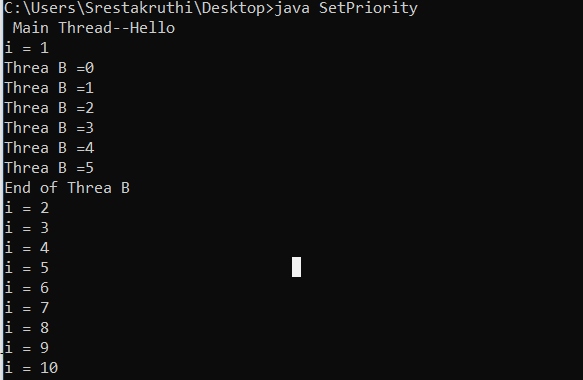 C:\Users\Srestakruthi\Desktop>java SetPriority
Main Thread--Hello
i = 1
Threa B =0
Threa B =1
Threa B =2
Threa B =3
Threa B =4
Threa B =5
End of Threa B
i = 2
i = 3
i = 4
i = 5
i = 6
i = 7
i = 8
i = 9
i = 10